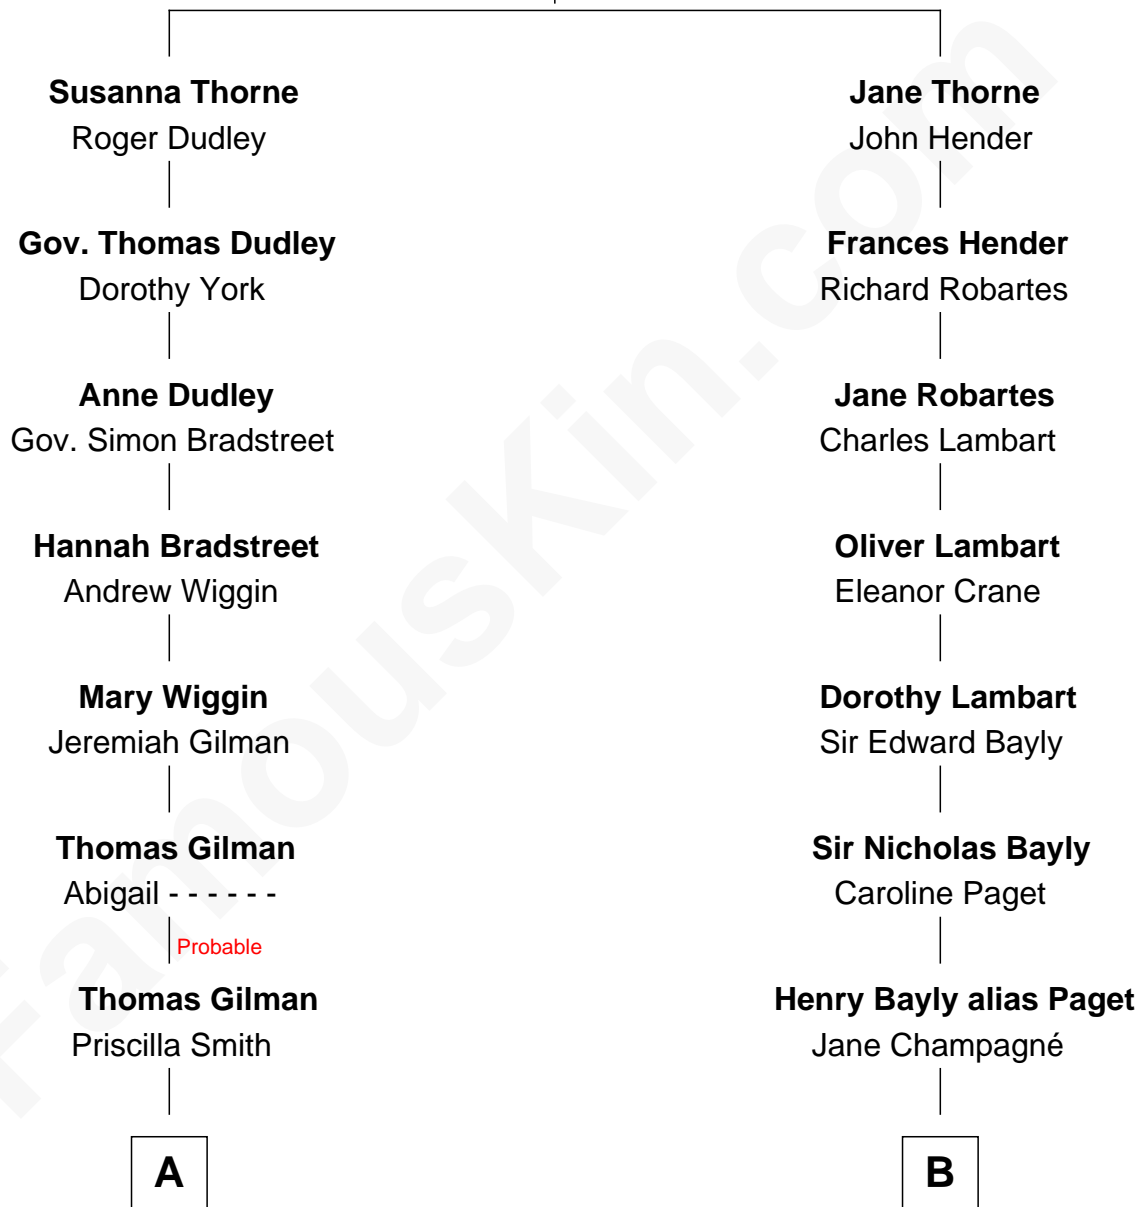 Susanna Thorne
Roger Dudley
Gov. Thomas Dudley
Dorothy York
Anne Dudley
Gov. Simon Bradstreet
Hannah Bradstreet
Andrew Wiggin
Mary Wiggin
Jeremiah Gilman
Thomas Gilman
Abigail - - - - - -
Probable
Thomas Gilman
Priscilla Smith
A
Jane Thorne
John Hender
Frances Hender
Richard Robartes
Jane Robartes
Charles Lambart
Oliver Lambart
Eleanor Crane
Dorothy Lambart
Sir Edward Bayly
Sir Nicholas Bayly
Caroline Paget
Henry Bayly alias Paget
Jane Champagné
B
FamousKin.com